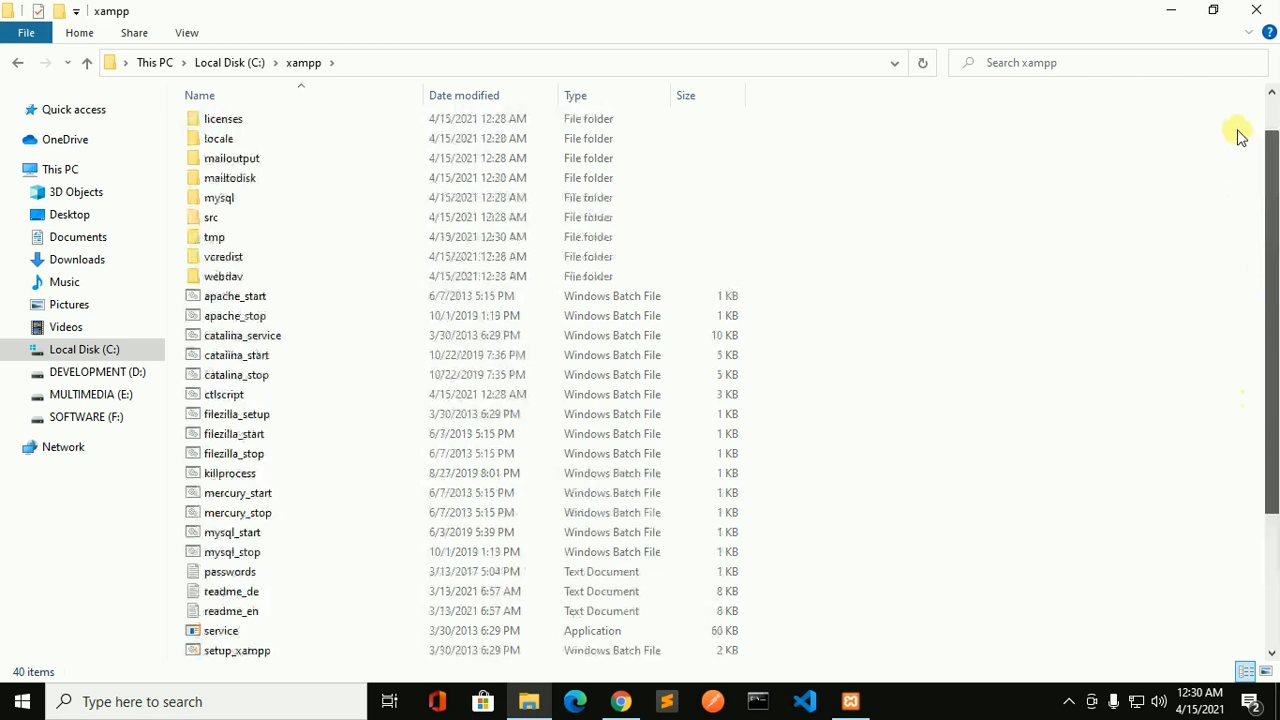 xampp
File Home Share View
This PC Local Disk (C:) xampp Search xampp
Name Date modified Type Size
Quick access
OneDrive
This PC
3D Objects
Desktop
Documents
Downloads
Music
Pictures
Videos
Local Disk (C:)
DEVELOPMENT (D:)
MULTIMEDIA (E:)
SOFTWARE (F:)
Network
licenses 4/15/2021 12:28 AM File folder
locale 4/15/2021 12:28 AM File folder
mailoutput 4/15/2021 12:28 AM File folder
mailtodisk 4/15/2021 12:30 AM File folder
mysql 4/15/2021 12:28 AM File folder
src 4/15/2021 12:28 AM File folder
tmp 4/15/2021 12:30 AM File folder
vcredist 4/15/2021 12:28 AM File folder
webdav 4/15/2021 12:28 AM File folder
apache_start 6/7/2013 5:15 PM Windows Batch File 1 KB
apache_stop 10/1/2019 1:13 PM Windows Batch File 1 KB
catalina_service 3/30/2013 6:29 PM Windows Batch File 10 KB
catalina_start 10/22/2019 7:36 PM Windows Batch File 5 KB
catalina_stop 10/22/2019 7:35 PM Windows Batch File 5 KB
ctlscript 4/15/2021 12:28 AM Windows Batch File 3 KB
filezilla_setup 3/30/2013 6:29 PM Windows Batch File 1 KB
filezilla_start 6/7/2013 5:15 PM Windows Batch File 1 KB
filezilla_stop 6/7/2013 5:15 PM Windows Batch File 1 KB
killprocess 8/27/2019 8:01 PM Windows Batch File 1 KB
mercury_start 6/7/2013 5:15 PM Windows Batch File 1 KB
mercury_stop 6/7/2013 5:15 PM Windows Batch File 1 KB
mysql_start 6/3/2019 5:39 PM Windows Batch File 1 KB
mysql_stop 10/1/2019 1:13 PM Windows Batch File 1 KB
passwords 3/13/2017 5:04 PM Text Document 1 KB
readme_de 3/13/2021 6:57 AM Text Document 8 KB
readme_en 3/13/2021 6:57 AM Text Document 8 KB
service 3/30/2013 6:29 PM Application 60 KB
setup_xampp 3/30/2013 6:29 PM Windows Batch File 2 KB
40 items
Type here to search
12:30 AM
4/15/2021
2